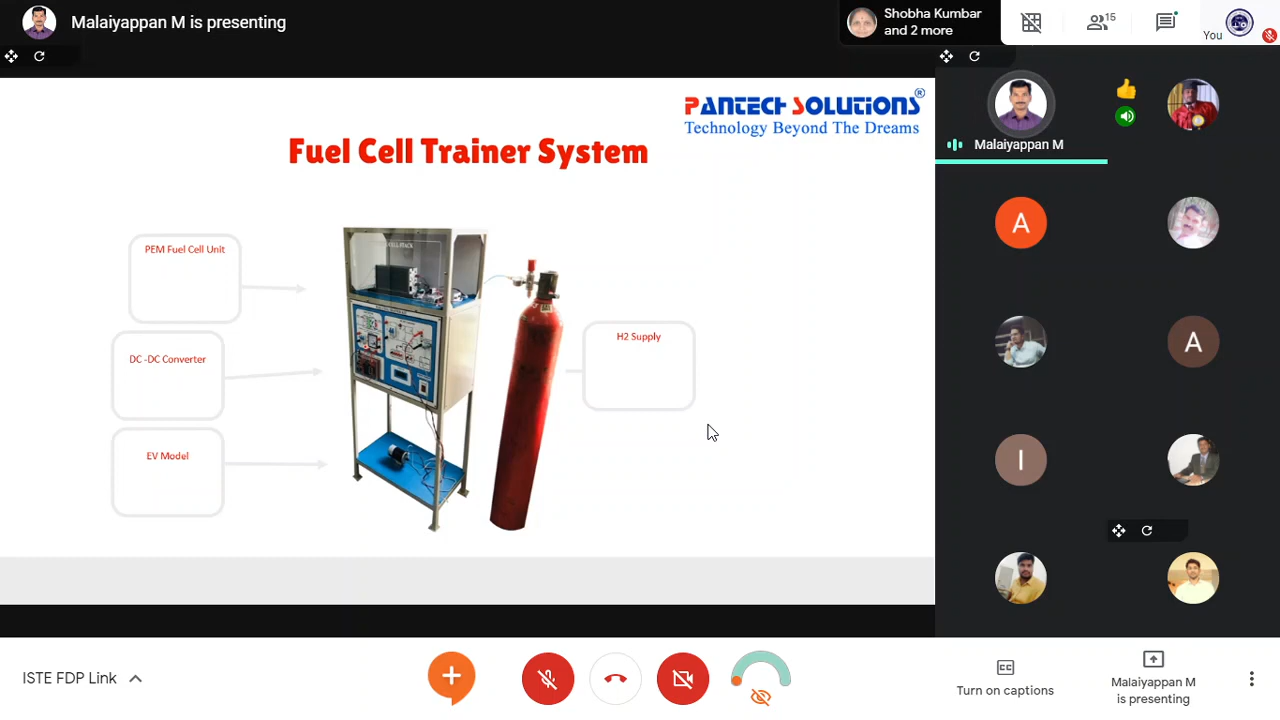 Malaiyappan M is presenting
Shobha Kumbar
and 2 more
15
You
PANTECH SOLUTIONS®
Technology Beyond The Dreams
Fuel Cell Trainer System
PEM Fuel Cell Unit
DC -DC Converter
EV Model
H2 Supply
Malaiyappan M
A
A
I
ISTE FDP Link
CC
Turn on captions
Malaiyappan M
is presenting